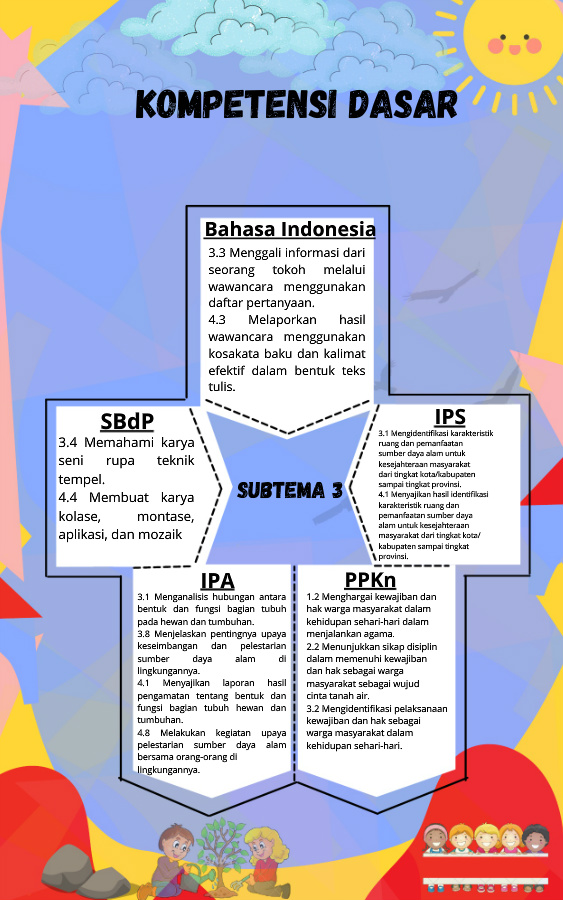 KOMPETENSI DASAR
Bahasa Indonesia
3.3 Menggali informasi dari
seorang tokoh melalui
wawancara menggunakan
daftar pertanyaan.
4.3 Melaporkan hasil
wawancara menggunakan
kosakata baku dan kalimat
efektif dalam bentuk teks
tulis.
SBdP
3.4 Memahami karya
seni rupa teknik
tempel.
4.4 Membuat karya
kolase, montase,
aplikasi, dan mozaik
SUBTEMA 3
IPS
3.1 Mengidentifikasi karakteristik
ruang dan pemanfaatan
sumber daya alam untuk
kesejahteraan masyarakat
dari tingkat kota/kabupaten
sampai tingkat provinsi.
4.1 Menyajikan hasil identifikasi
karakteristik ruang dan
pemanfaatan sumber daya
alam untuk kesejahteraan
masyarakat dari tingkat kota/
kabupaten sampai tingkat
provinsi.
IPA
3.1 Menganalisis hubungan antara
bentuk dan fungsi bagian tubuh
pada hewan dan tumbuhan.
3.8 Menjelaskan pentingnya upaya
keseimbangan dan pelestarian
sumber daya alam di
lingkungannya.
4.1 Menyajikan laporan hasil
pengamatan tentang bentuk dan
fungsi bagian tubuh hewan dan
tumbuhan.
4.8 Melakukan kegiatan upaya
pelestarian sumber daya alam
bersama orang-orang di
lingkungannya.
PPKn
1.2 Menghargai kewajiban dan
hak warga masyarakat dalam
kehidupan sehari-hari dalam
menjalankan agama.
2.2 Menunjukkan sikap disiplin
dalam memenuhi kewajiban
dan hak sebagai warga
masyarakat sebagai wujud
cinta tanah air.
3.2 Mengidentifikasi pelaksanaan
kewajiban dan hak sebagai
warga masyarakat dalam
kehidupan sehari-hari.